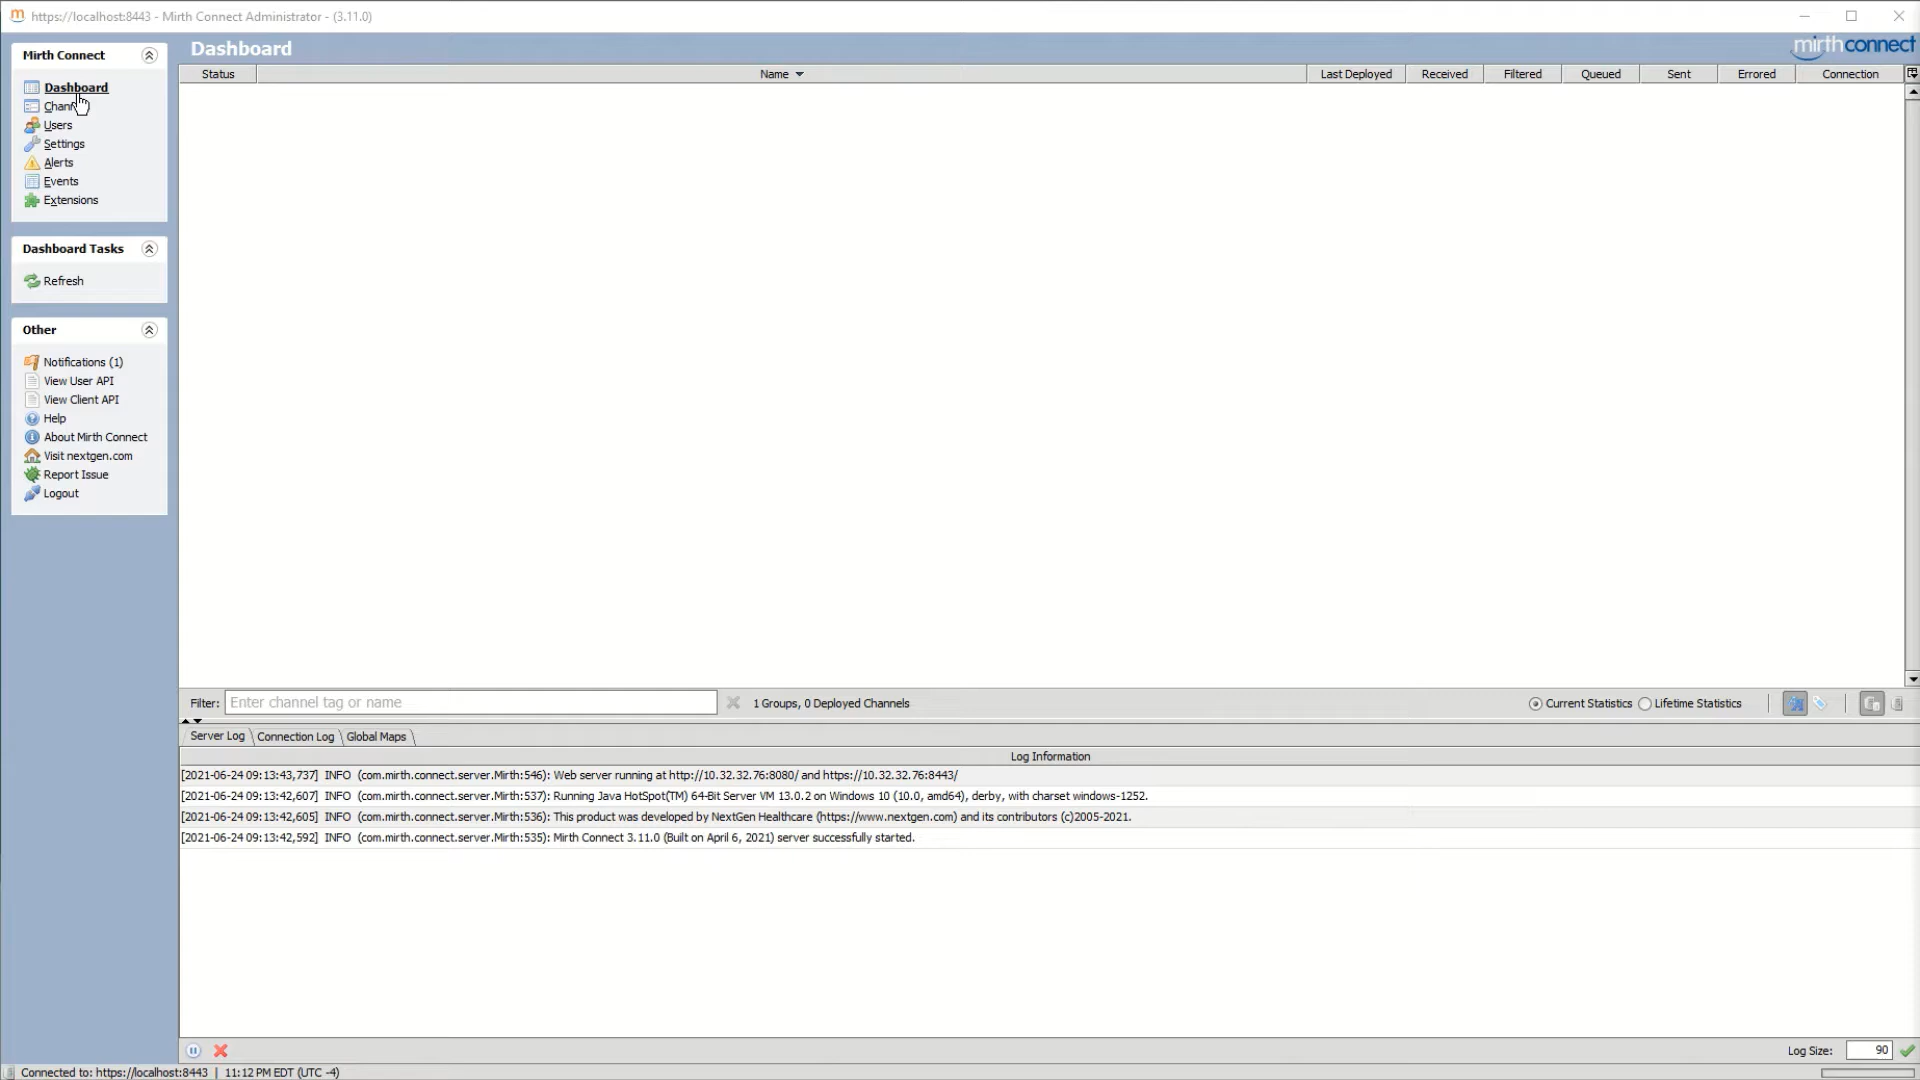 https://localhost:8443 - Mirth Connect Administrator - (3.11.0)
Mirth Connect
Dashboard
Users
Settings
Alerts
Events
Extensions
Dashboard Tasks
Refresh
Other
Notifications (1)
View User API
View Client API
Help
About Mirth Connect
Visit nextgen.com
Report Issue
Logout
Dashboard
mirthconnect
Status Name Last Deployed Received Filtered Queued Sent Errored Connection
Filter: Enter channel tag or name 1 Groups, 0 Deployed Channels Current Statistics Lifetime Statistics
Server Log Connection Log Global Maps
Log Information
[2021-06-24 09:13:43,737] INFO (com.mirth.connect.server.Mirth:546): Web server running at http://10.32.32.76:8080/ and https://10.32.32.76:8443/
[2021-06-24 09:13:42,607] INFO (com.mirth.connect.server.Mirth:537): Running Java HotSpot(TM) 64-Bit Server VM 13.0.2 on Windows 10 (10.0, amd64), derby, with charset windows-1252.
[2021-06-24 09:13:42,605] INFO (com.mirth.connect.server.Mirth:536): This product was developed by NextGen Healthcare (https://www.nextgen.com) and its contributors (c)2005-2021.
[2021-06-24 09:13:42,592] INFO (com.mirth.connect.server.Mirth:535): Mirth Connect 3.11.0 (Built on April 6, 2021) server successfully started.
Log Size: 90
Connected to: https://localhost:8443 | 11:12 PM EDT (UTC -4)